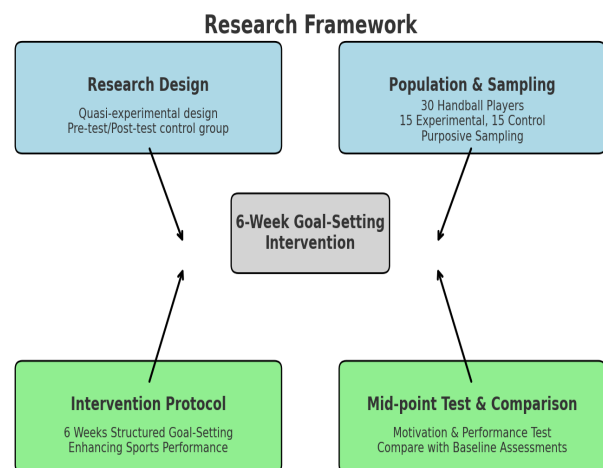 Research Framework
Research Design
Quasi-experimental design
Pre-test/Post-test control group
Population & Sampling
30 Handball Players
15 Experimental, 15 Control
Purposive Sampling
6-Week Goal-Setting
Intervention
Intervention Protocol
6 Weeks Structured Goal-Setting
Enhancing Sports Performance
Mid-point Test & Comparison
Motivation & Performance Test
Compare with Baseline Assessments